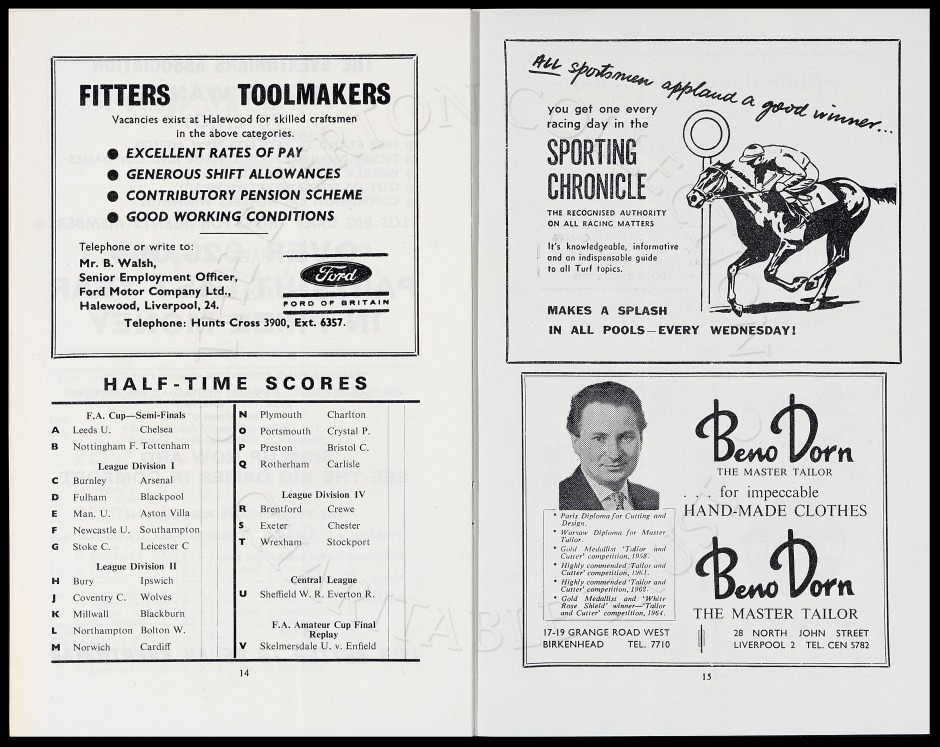 FITTERS TOOLMAKERS
Vacancies exist at Halewood for skilled craftsmen
in the above categories.
● EXCELLENT RATES OF PAY
● GENEROUS SHIFT ALLOWANCES
● CONTRIBUTORY PENSION SCHEME
● GOOD WORKING CONDITIONS
Telephone or write to:
Mr. B. Walsh,
Senior Employment Officer,
Ford Motor Company Ltd.,
Halewood, Liverpool, 24.
Ford
FORD OF BRITAIN
Telephone: Hunts Cross 3900, Ext. 6357.
HALF-TIME SCORES
F.A. Cup—Semi-Finals
A Leeds U. Chelsea
B Nottingham F. Tottenham
League Division I
C Burnley Arsenal
D Fulham Blackpool
E Man. U. Aston Villa
F Newcastle U. Southampton
G Stoke C. Leicester C
League Division II
H Bury Ipswich
J Coventry C. Wolves
K Millwall Blackburn
L Northampton Bolton W.
M Norwich Cardiff
N Plymouth Charlton
O Portsmouth Crystal P.
P Preston Bristol C.
Q Rotherham Carlisle
League Division IV
R Brentford Crewe
S Exeter Chester
T Wrexham Stockport
Central League
U Sheffield W. R. Everton R.
F.A. Amateur Cup Final
Replay
V Skelmersdale U. v. Enfield
14
ALL sportsmen applaud a good winner...
you get one every
racing day in the
SPORTING
CHRONICLE
THE RECOGNISED AUTHORITY
ON ALL RACING MATTERS
It's knowledgeable, informative
and an indispensable guide
to all Turf topics.
1
MAKES A SPLASH
IN ALL POOLS—EVERY WEDNESDAY!
Beno Dorn
THE MASTER TAILOR
. . . for impeccable
HAND-MADE CLOTHES
• Paris Diploma for Cutting and
Design.
• Warsaw Diploma for Master
Tailor.
• Gold Medallist 'Tailor and
Cutter' competition, 1958.
• Highly commended 'Tailor and
Cutter' competition, 1961.
• Highly commended 'Tailor and
Cutter' competition, 1962.
• Gold Medallist and 'White
Rose Shield' winner—'Tailor
and Cutter' competition, 1964.
Beno Dorn
THE MASTER TAILOR
17-19 GRANGE ROAD WEST
BIRKENHEAD TEL. 7710
28 NORTH JOHN STREET
LIVERPOOL 2 TEL. CEN 5782
15